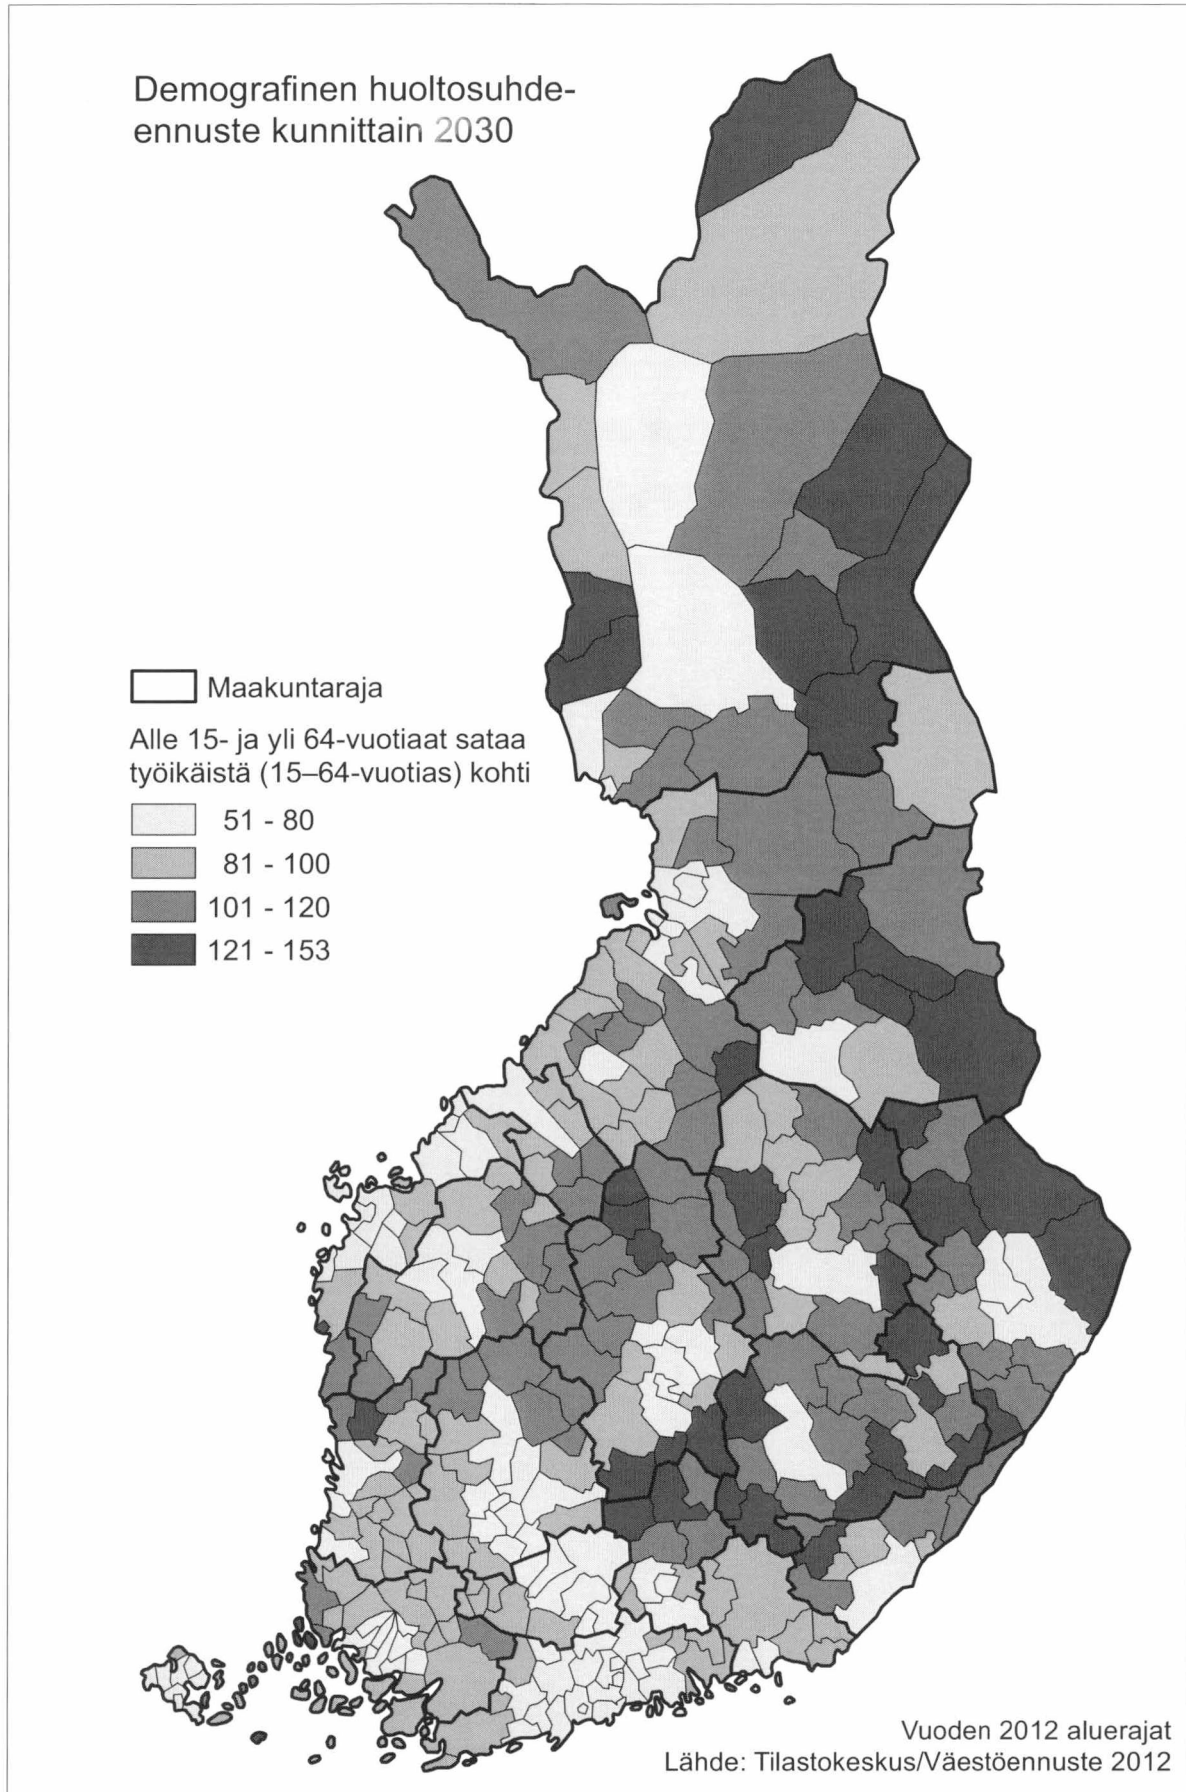 Demografinen huoltosuhde-
ennuste kunnittain 2030
Maakuntaraja
Alle 15- ja yli 64-vuotiaat sataa
työikäistä (15–64-vuotias) kohti
51 - 80
81 - 100
101 - 120
121 - 153
Vuoden 2012 aluerajat
Lähde: Tilastokeskus/Väestöennuste 2012